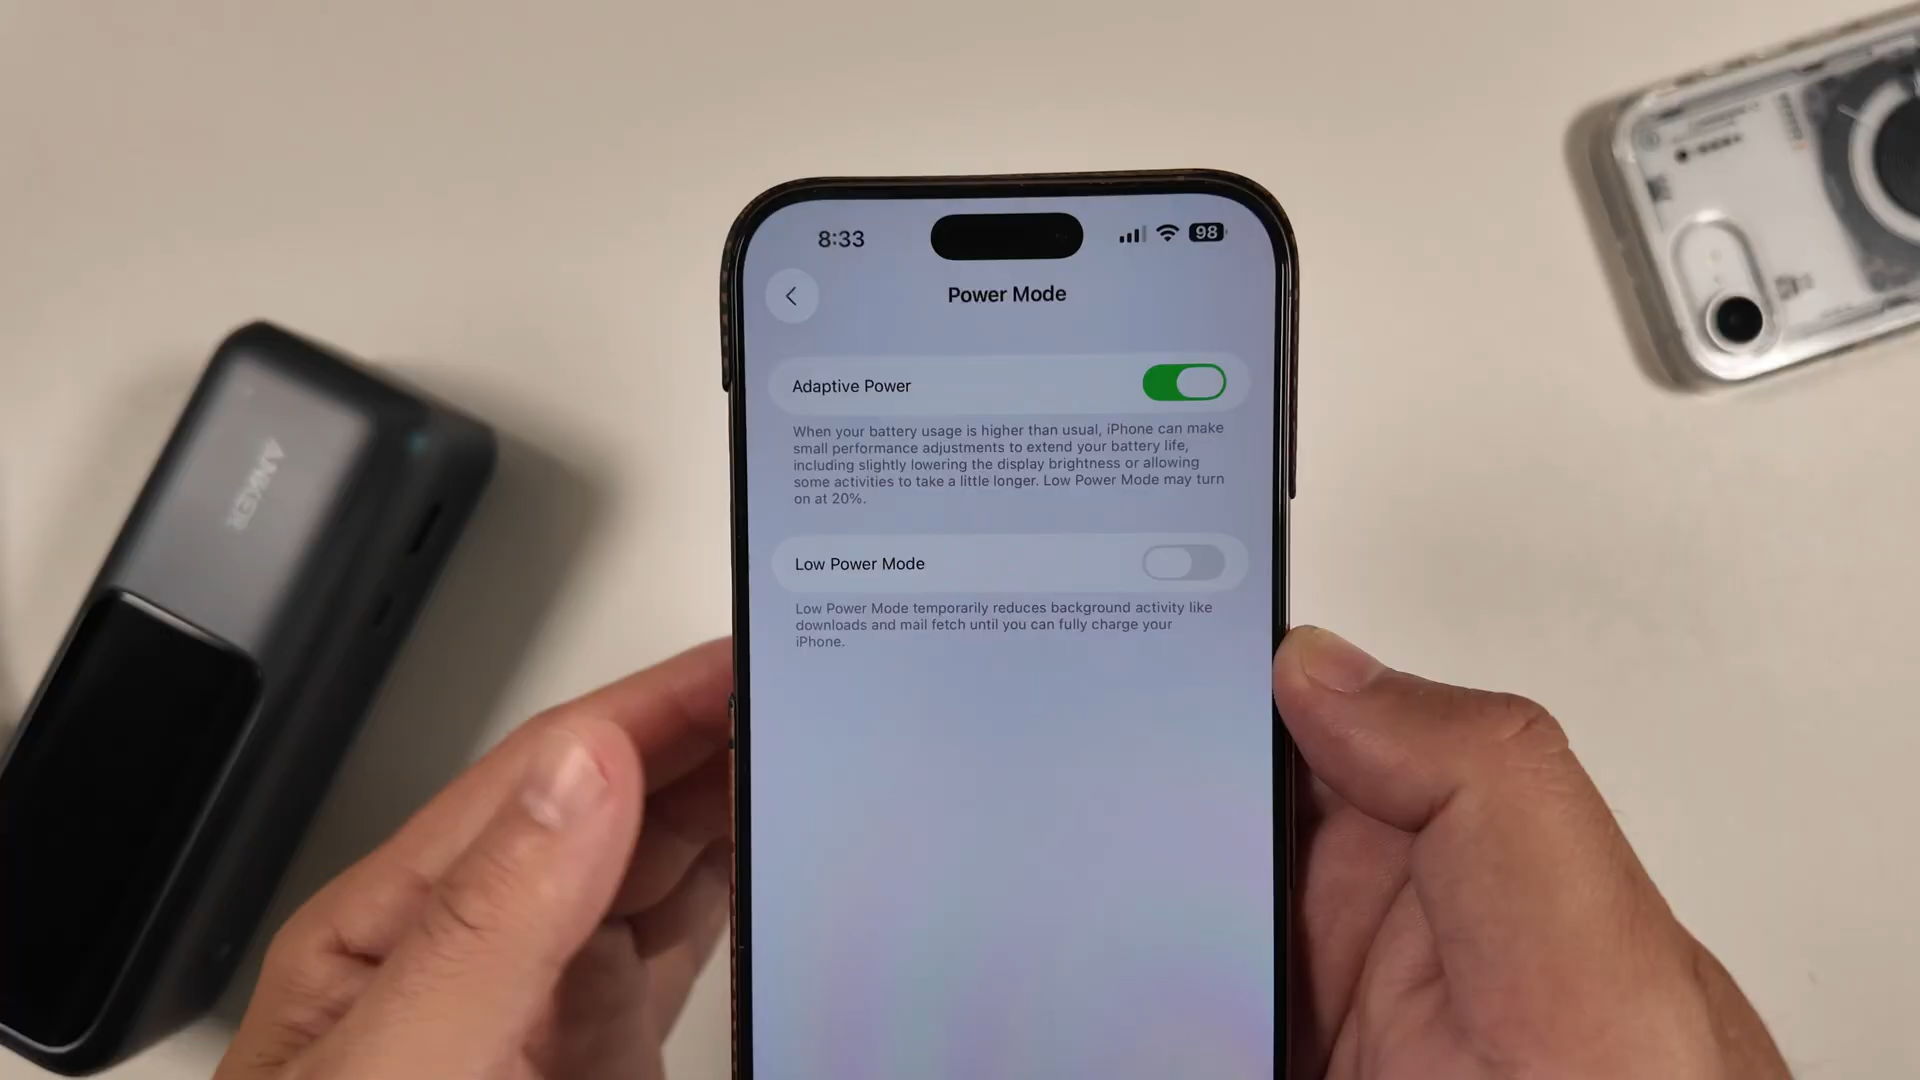 8:33
98
Power Mode
Adaptive Power
When your battery usage is higher than usual, iPhone can make
small performance adjustments to extend your battery life,
including slightly lowering the display brightness or allowing
some activities to take a little longer. Low Power Mode may turn
on at 20%.
Low Power Mode
Low Power Mode temporarily reduces background activity like
downloads and mail fetch until you can fully charge your
iPhone.
ANKER